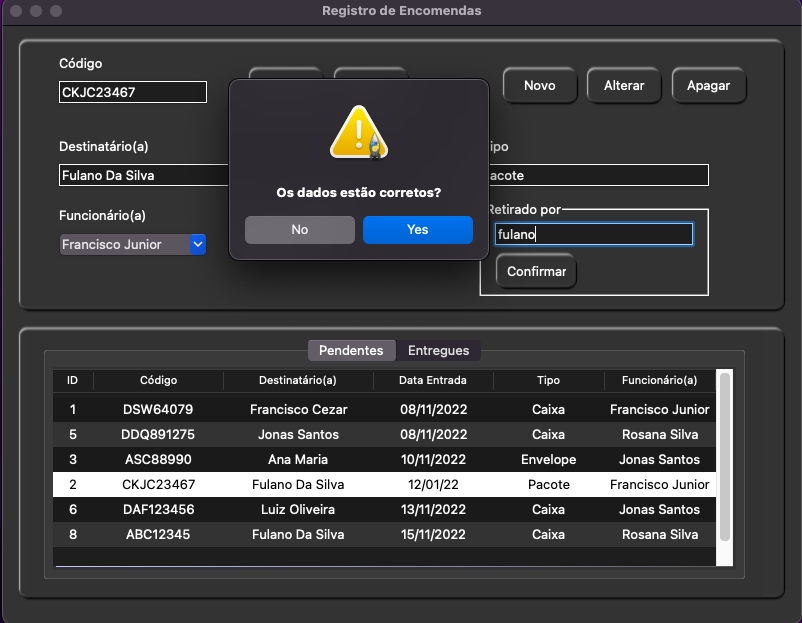 Registro de Encomendas
Código
CKJC23467
Novo
Alterar
Apagar
Destinatário(a)
Fulano Da Silva
ipo
acote
Funcionário(a)
Francisco Junior
Retirado por
fulano
Confirmar
Os dados estão corretos?
No
Yes
Pendentes
Entregues
ID Código Destinatário(a) Data Entrada Tipo Funcionário(a)
1 DSW64079 Francisco Cezar 08/11/2022 Caixa Francisco Junior
5 DDQ891275 Jonas Santos 08/11/2022 Caixa Rosana Silva
3 ASC88990 Ana Maria 10/11/2022 Envelope Jonas Santos
2 CKJC23467 Fulano Da Silva 12/01/22 Pacote Francisco Junior
6 DAF123456 Luiz Oliveira 13/11/2022 Caixa Jonas Santos
8 ABC12345 Fulano Da Silva 15/11/2022 Caixa Rosana Silva